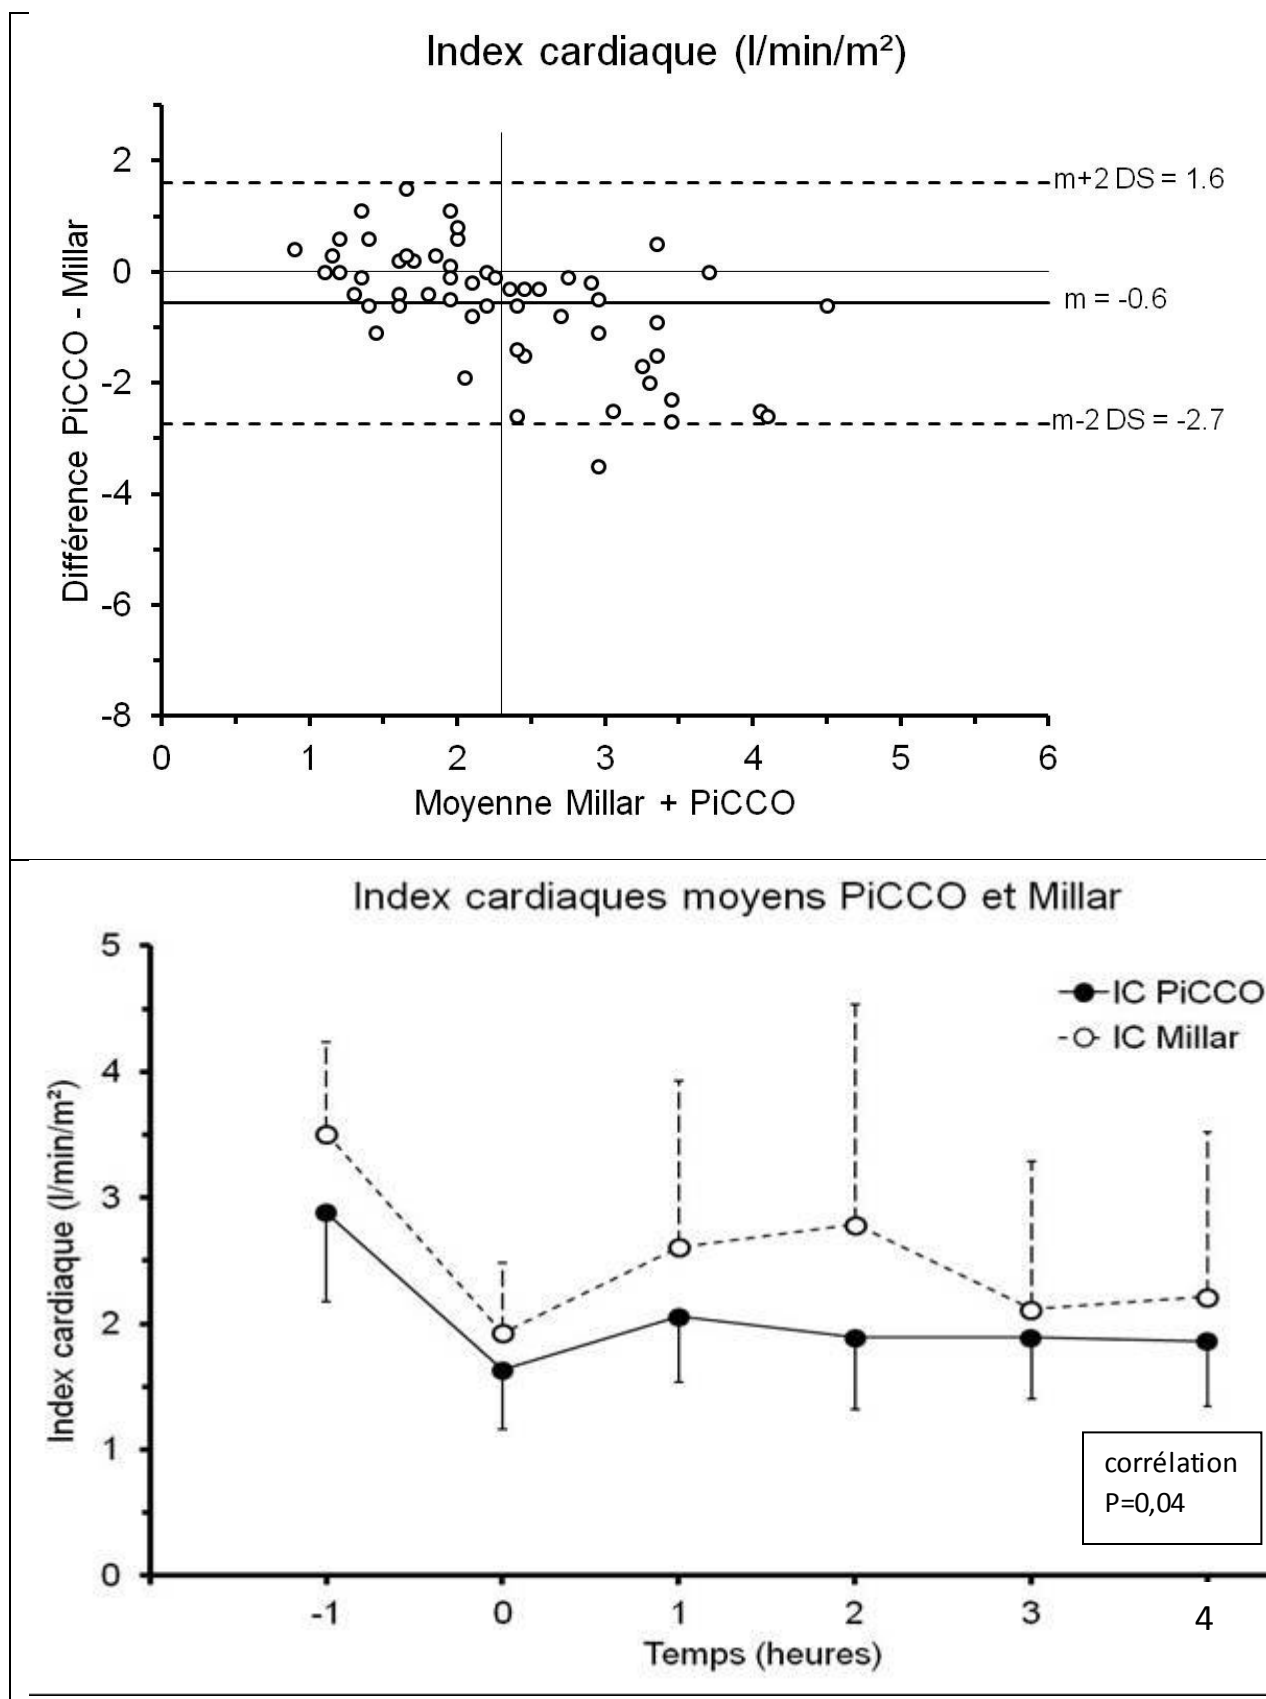 Index cardiaque (l/min/m²)
Différence PiCCO - Millar
2
0
-2
-4
-6
-8
m+2 DS = 1.6
m = -0.6
m-2 DS = -2.7
0 1 2 3 4 5 6
Moyenne Millar + PiCCO
Index cardiaques moyens PiCCO et Millar
Index cardiaque (l/min/m²)
5
4
3
2
1
0
IC PiCCO
IC Millar
corrélation
P=0,04
-1 0 1 2 3 4
Temps (heures)